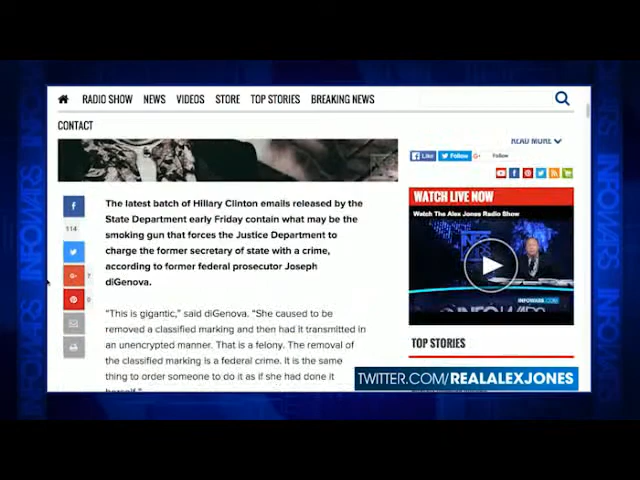 RADIO SHOW NEWS VIDEOS STORE TOP STORIES BREAKING NEWS
CONTACT
READ MORE
Like Follow Follow
The latest batch of Hillary Clinton emails released by the
State Department early Friday contain what may be the
smoking gun that forces the Justice Department to
charge the former secretary of state with a crime,
according to former federal prosecutor Joseph
diGenova.
114
7
0
"This is gigantic," said diGenova. "She caused to be
removed a classified marking and then had it transmitted in
an unencrypted manner. That is a felony. The removal of
the classified marking is a federal crime. It is the same
thing to order someone to do it as if she had done it
herself."
WATCH LIVE NOW
Watch The Alex Jones Radio Show
INFOWARS.COM
TOP STORIES
TWITTER.COM/REALALEXJONES
INFOWARS
INFOWARS